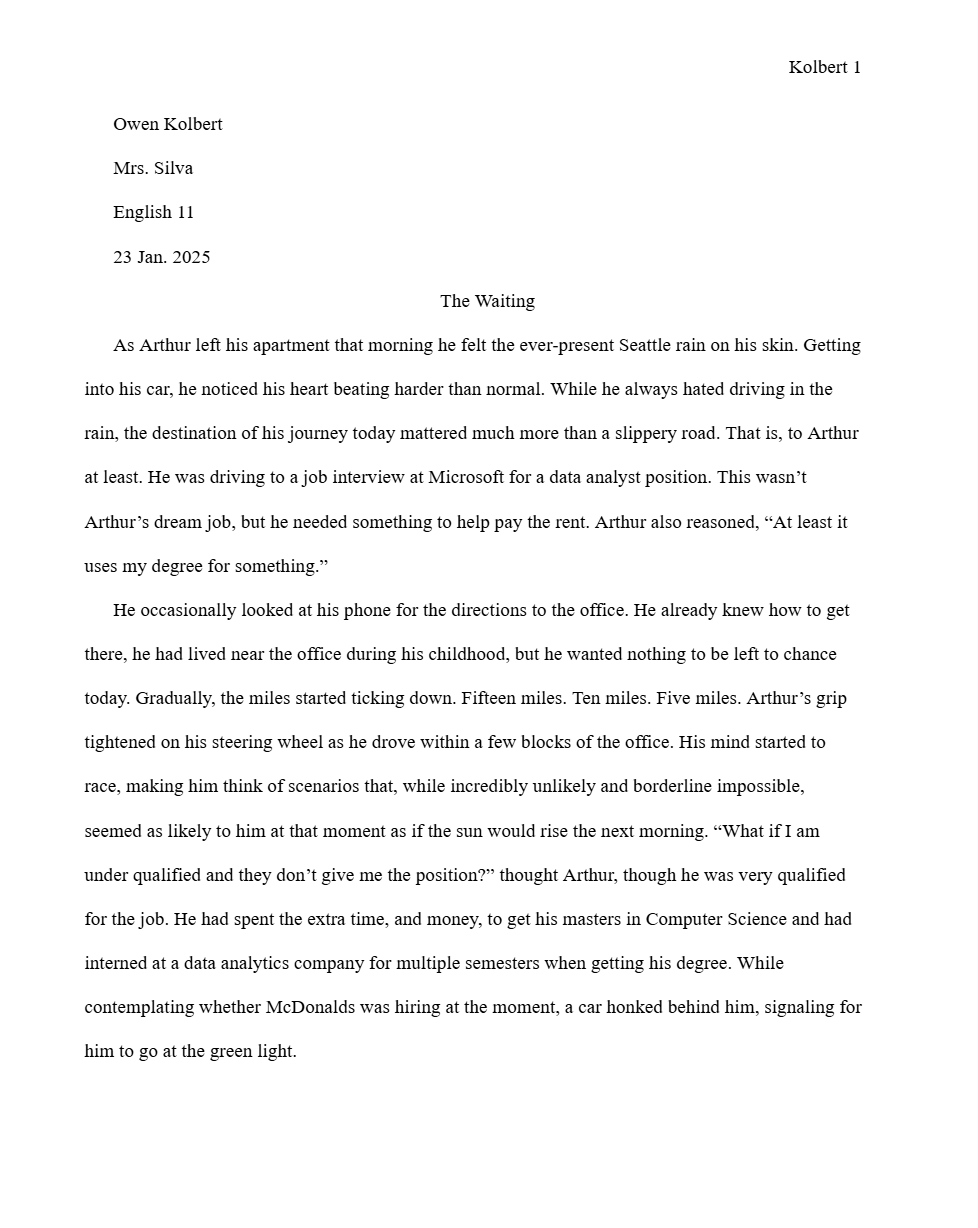 Kolbert 1
Owen Kolbert
Mrs. Silva
English 11
23 Jan. 2025
The Waiting
As Arthur left his apartment that morning he felt the ever-present Seattle rain on his skin. Getting
into his car, he noticed his heart beating harder than normal. While he always hated driving in the
rain, the destination of his journey today mattered much more than a slippery road. That is, to Arthur
at least. He was driving to a job interview at Microsoft for a data analyst position. This wasn’t
Arthur’s dream job, but he needed something to help pay the rent. Arthur also reasoned, “At least it
uses my degree for something.”
He occasionally looked at his phone for the directions to the office. He already knew how to get
there, he had lived near the office during his childhood, but he wanted nothing to be left to chance
today. Gradually, the miles started ticking down. Fifteen miles. Ten miles. Five miles. Arthur’s grip
tightened on his steering wheel as he drove within a few blocks of the office. His mind started to
race, making him think of scenarios that, while incredibly unlikely and borderline impossible,
seemed as likely to him at that moment as if the sun would rise the next morning. “What if I am
under qualified and they don’t give me the position?” thought Arthur, though he was very qualified
for the job. He had spent the extra time, and money, to get his masters in Computer Science and had
interned at a data analytics company for multiple semesters when getting his degree. While
contemplating whether McDonalds was hiring at the moment, a car honked behind him, signaling for
him to go at the green light.